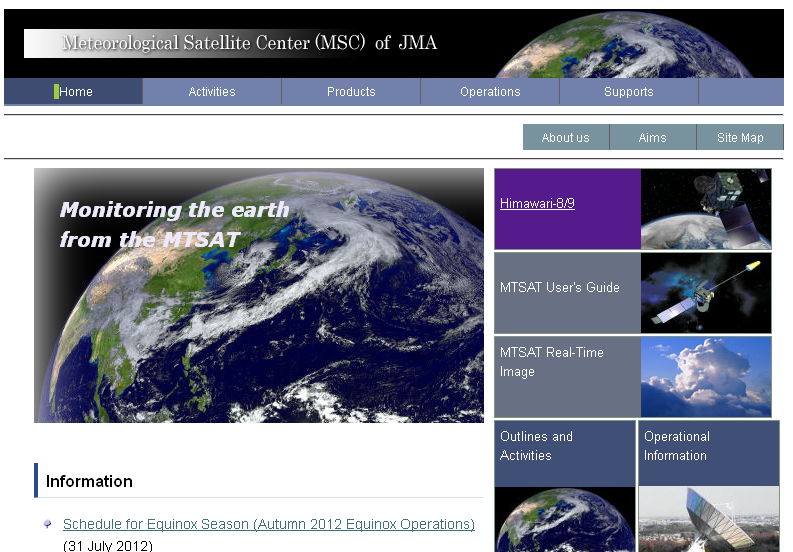 Meteorological Satellite Center (MSC) of JMA
Home Activities Products Operations Supports
About us Aims Site Map
Monitoring the earth
from the MTSAT
Himawari-8/9
MTSAT User's Guide
MTSAT Real-Time
Image
Outlines and
Activities
Operational
Information
Information
Schedule for Equinox Season (Autumn 2012 Equinox Operations)
(31 July 2012)